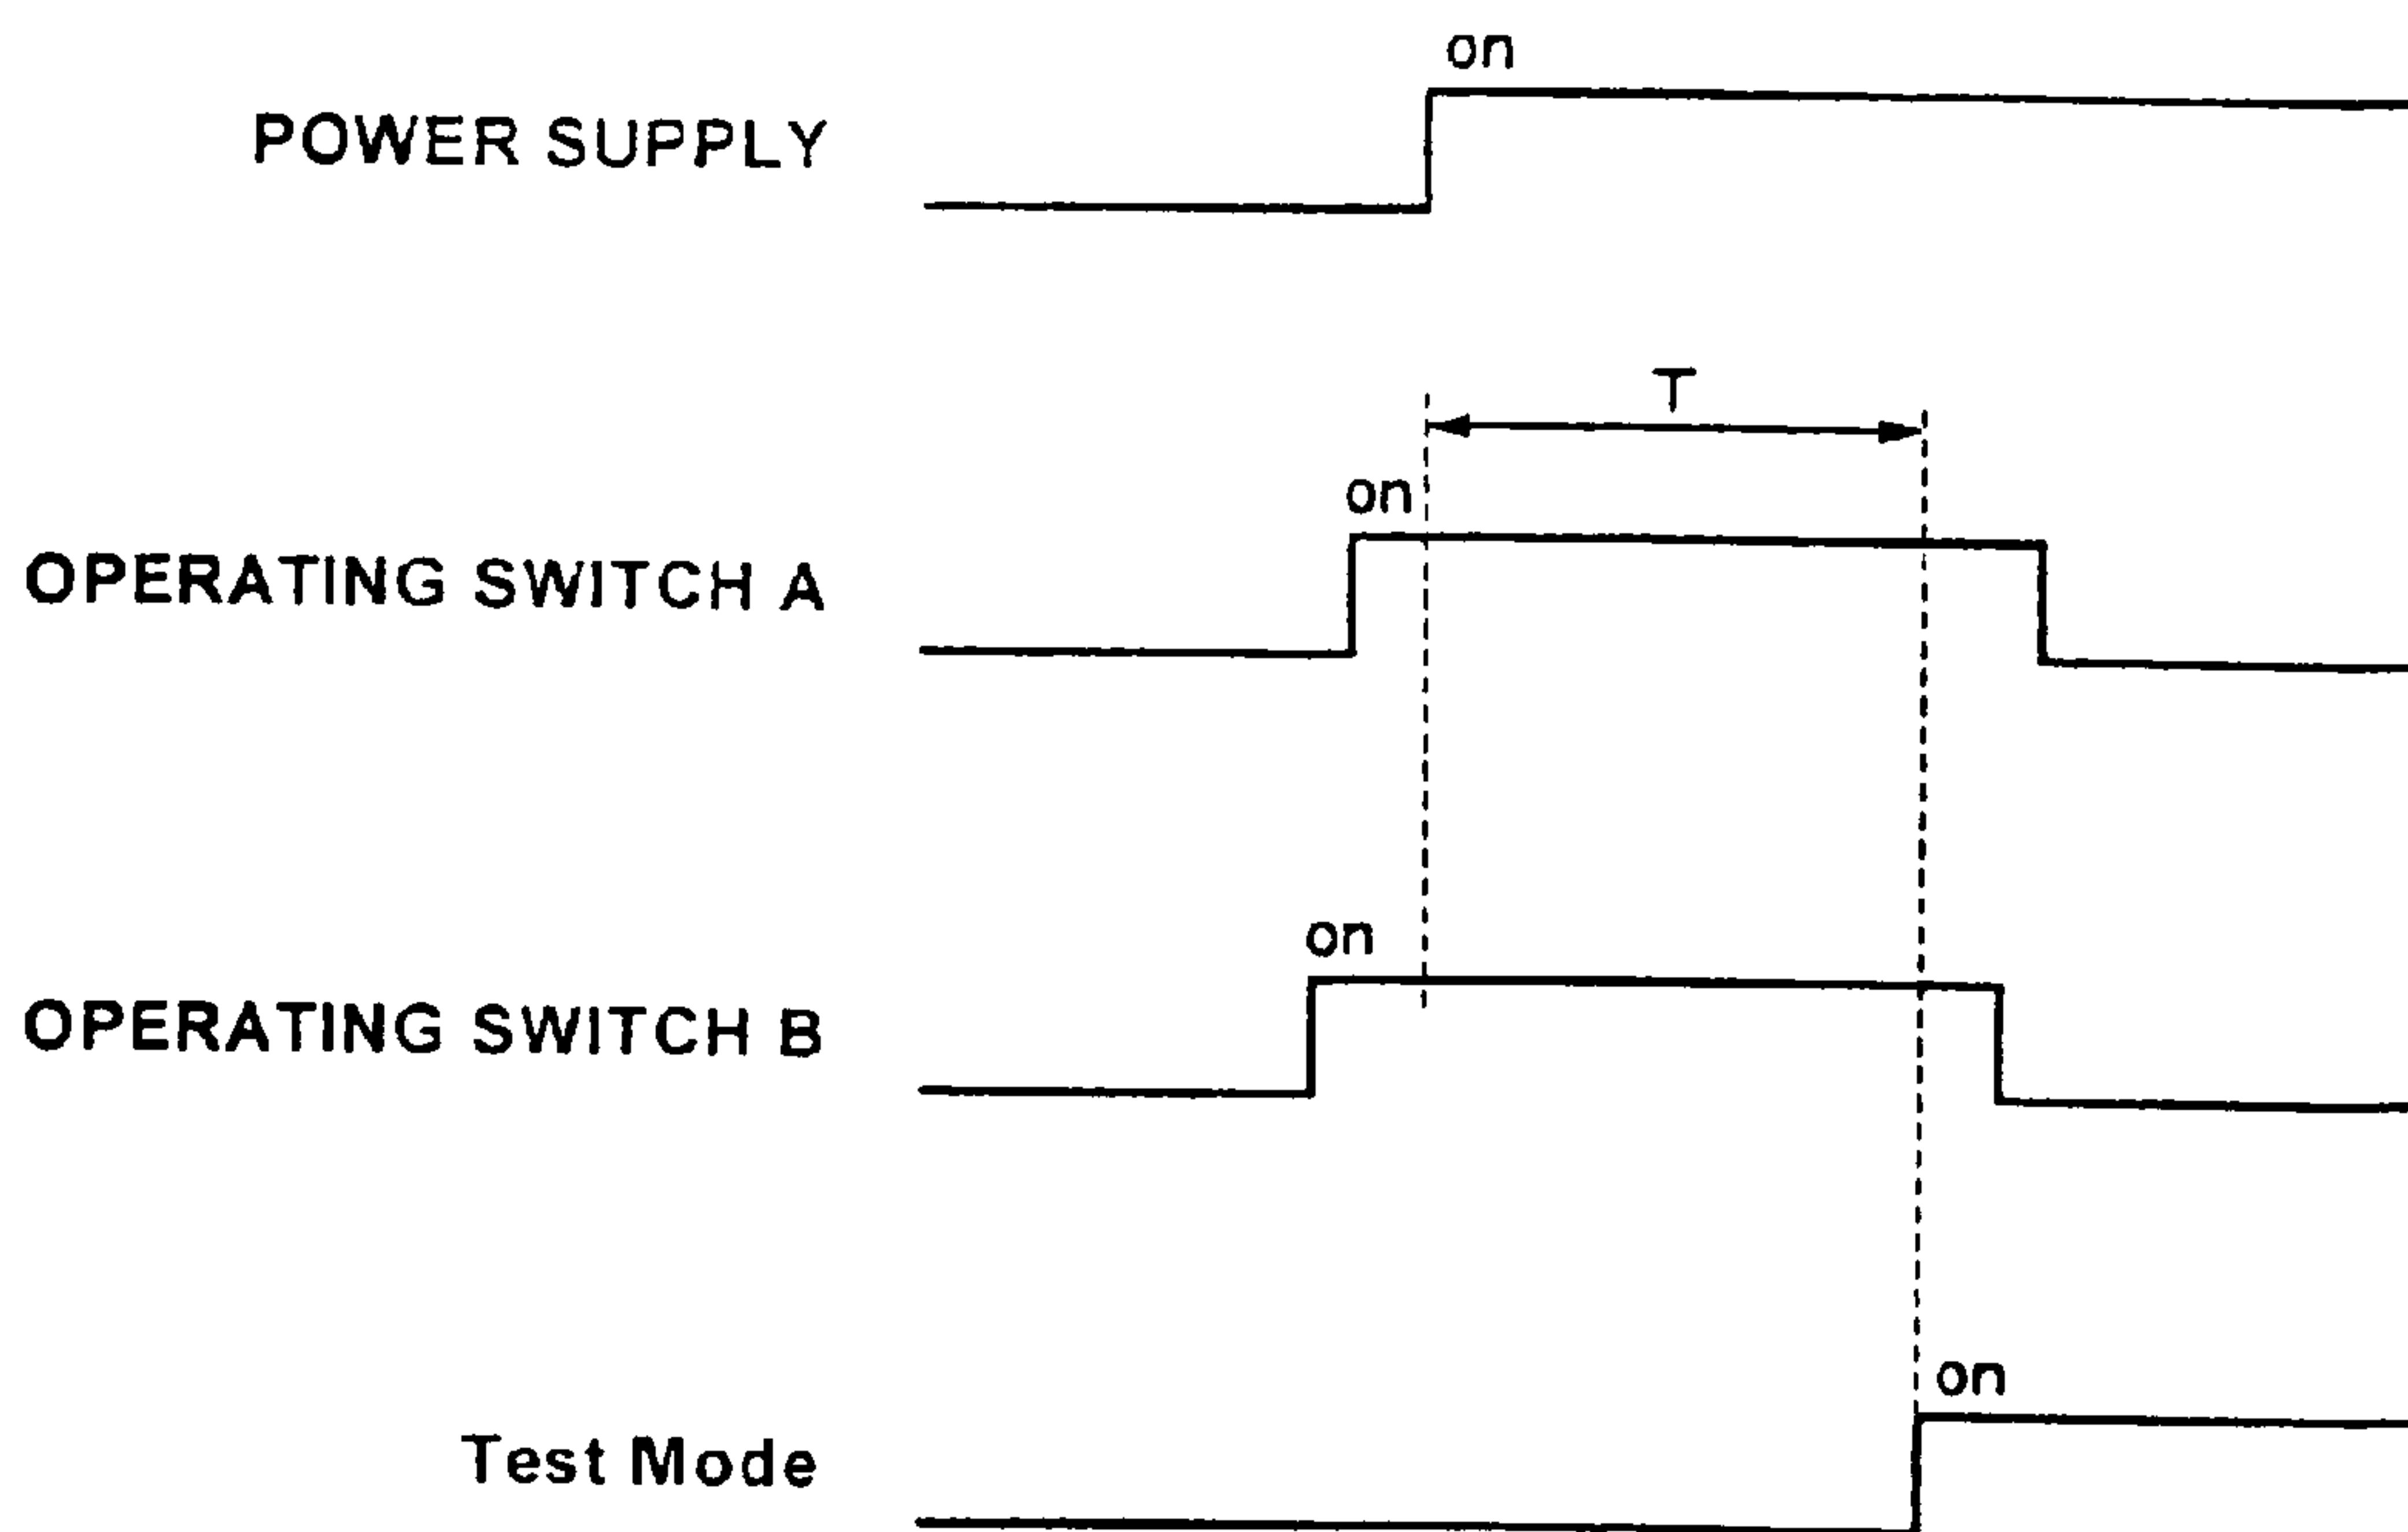 on
POWER SUPPLY
T
on
OPERATING SWITCH A
on
OPERATING SWITCH B
on
Test Mode